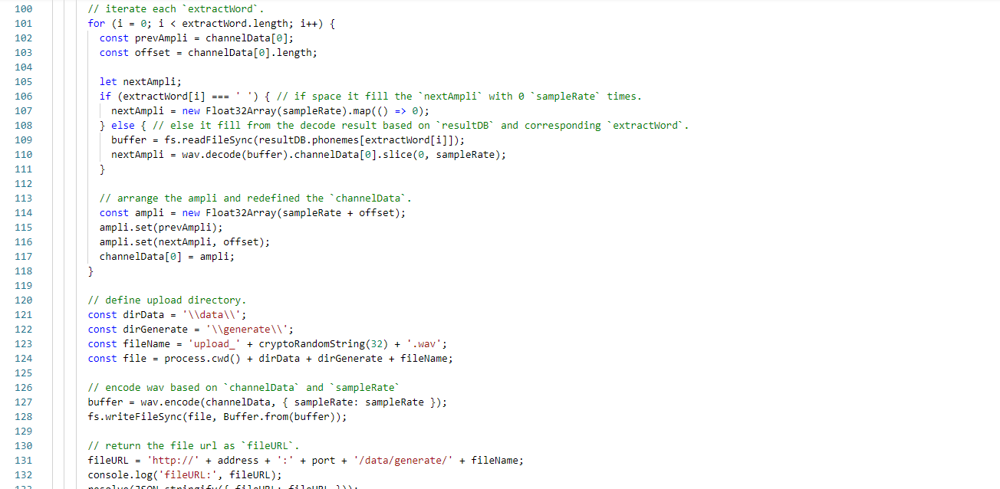 100 // iterate each `extractWord`.
101 for (i = 0; i < extractWord.length; i++) {
102 const prevAmpli = channelData[0];
103 const offset = channelData[0].length;
104
105 let nextAmpli;
106 if (extractWord[i] === ' ') { // if space it fill the `nextAmpli` with 0 `sampleRate` times.
107 nextAmpli = new Float32Array(sampleRate).map(() => 0);
108 } else { // else it fill from the decode result based on `resultDB` and corresponding `extractWord`.
109 buffer = fs.readFileSync(resultDB.phonemes[extractWord[i]]);
110 nextAmpli = wav.decode(buffer).channelData[0].slice(0, sampleRate);
111 }
112
113 // arrange the ampli and redefined the `channelData`.
114 const ampli = new Float32Array(sampleRate + offset);
115 ampli.set(prevAmpli);
116 ampli.set(nextAmpli, offset);
117 channelData[0] = ampli;
118 }
119
120 // define upload directory.
121 const dirData = '\\data\\';
122 const dirGenerate = '\\generate\\';
123 const fileName = 'upload_' + cryptoRandomString(32) + '.wav';
124 const file = process.cwd() + dirData + dirGenerate + fileName;
125
126 // encode wav based on `channelData` and `sampleRate`
127 buffer = wav.encode(channelData, { sampleRate: sampleRate });
128 fs.writeFileSync(file, Buffer.from(buffer));
129
130 // return the file url as `fileURL`.
131 fileURL = 'http://' + address + ':' + port + '/data/generate/' + fileName;
132 console.log('fileURL:', fileURL);
133 resolve(JSON.stringify({ fileURL: fileURL }));